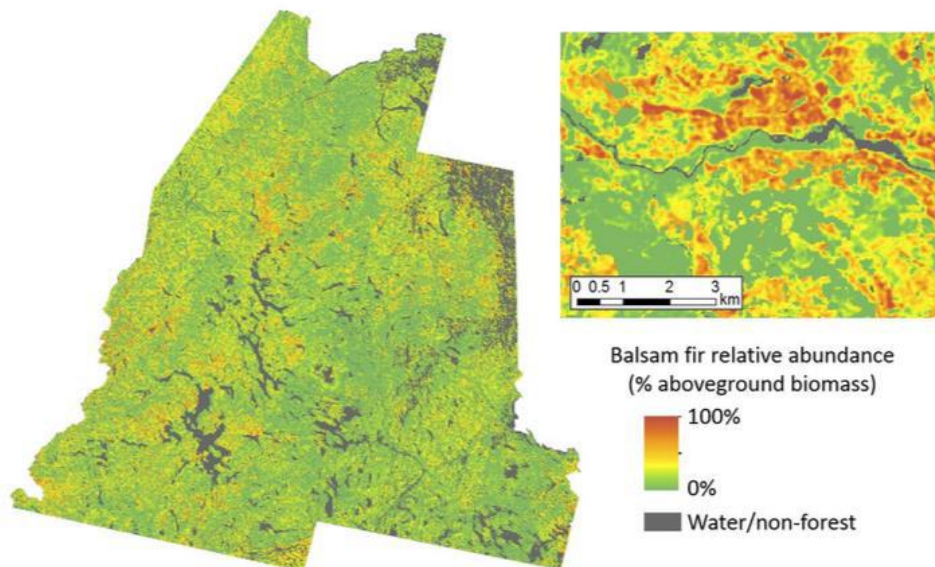 0 0.5 1 2 3
km
Balsam fir relative abundance
(% aboveground biomass)
100%
0%
Water/non-forest